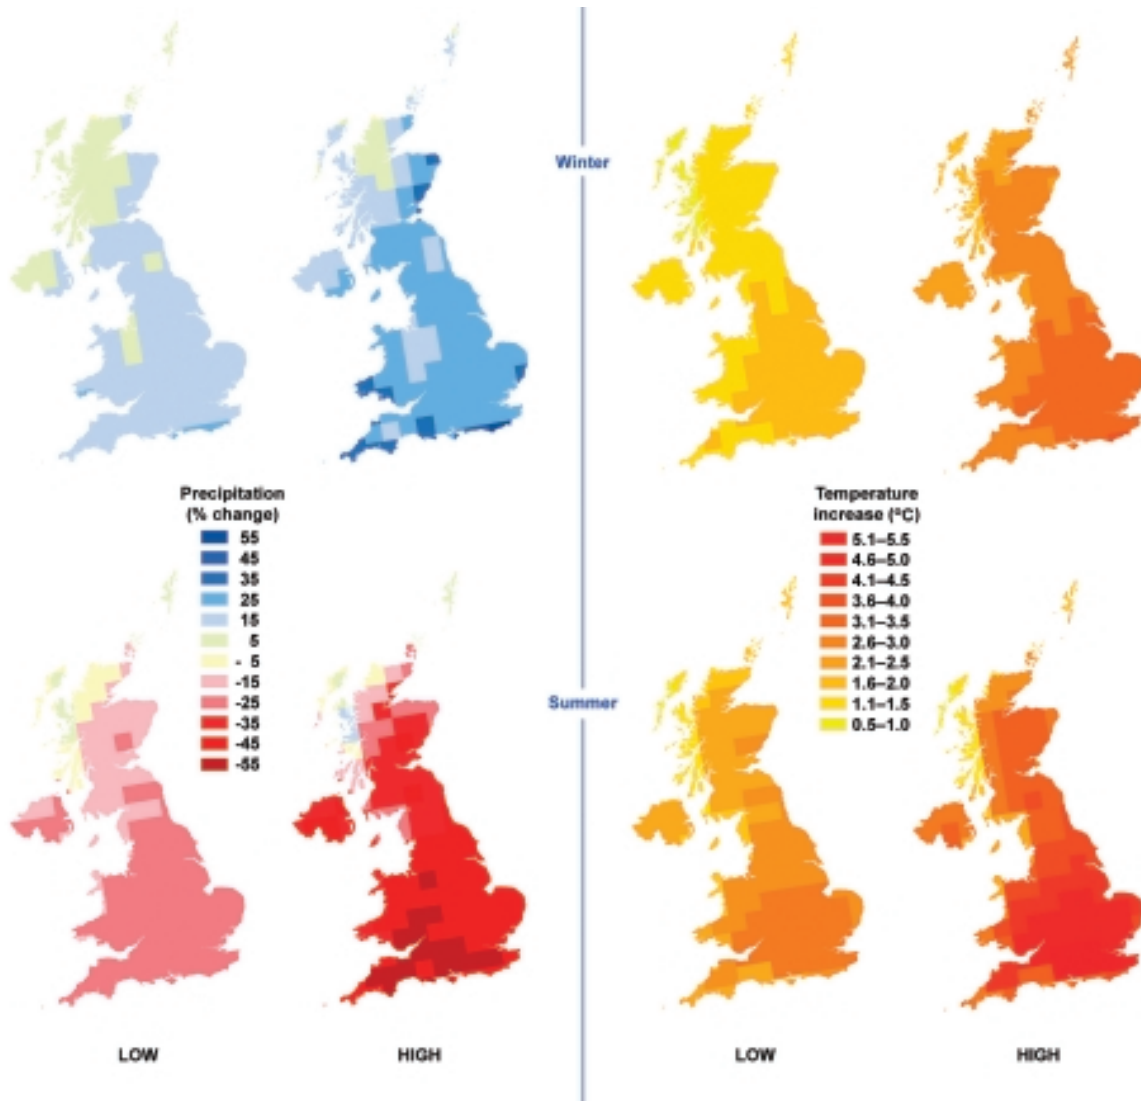 Winter
Precipitation
(% change)
55
45
35
25
15
5
- 5
-15
-25
-35
-45
-55
Temperature
increase (ºC)
5.1–5.5
4.6–5.0
4.1–4.5
3.6–4.0
3.1–3.5
2.6–3.0
2.1–2.5
1.6–2.0
1.1–1.5
0.5–1.0
Summer
LOW
HIGH
LOW
HIGH